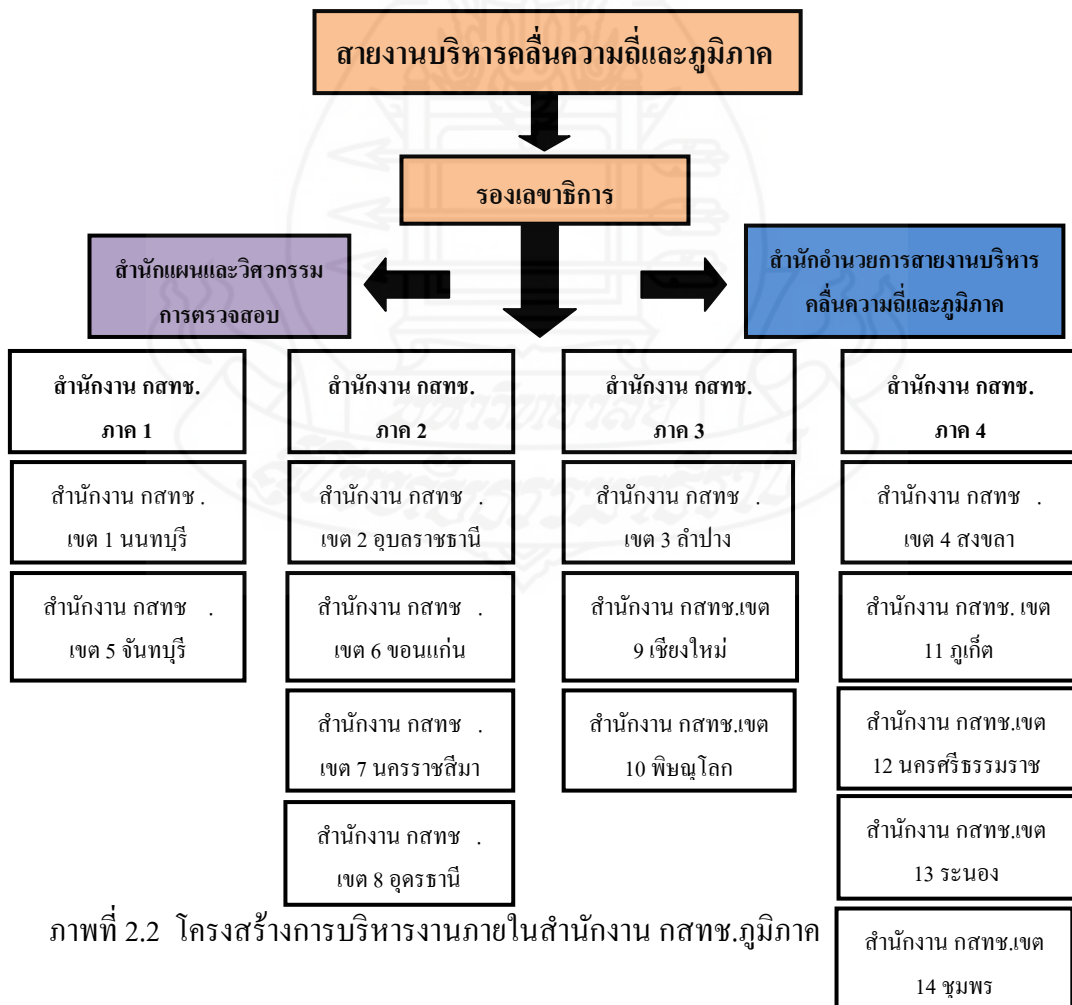 สายงานบริหารคลื่นความถี่และภูมิภาค
รองเลขาธิการ
สำนักแผนและวิศวกรรม
การตรวจสอบ
สำนักอำนวยการสายงานบริหาร
คลื่นความถี่และภูมิภาค
สำนักงาน กสทช.
ภาค 1
สำนักงาน กสทช .
เขต 1 นนทบุรี
สำนักงาน กสทช .
เขต 5 จันทบุรี
สำนักงาน กสทช.
ภาค 2
สำนักงาน กสทช .
เขต 2 อุบลราชธานี
สำนักงาน กสทช .
เขต 6 ขอนแก่น
สำนักงาน กสทช .
เขต 7 นครราชสีมา
สำนักงาน กสทช .
เขต 8 อุดรธานี
สำนักงาน กสทช.
ภาค 3
สำนักงาน กสทช .
เขต 3 ลำปาง
สำนักงาน กสทช.เขต
9 เชียงใหม่
สำนักงาน กสทช.เขต
10 พิษณุโลก
สำนักงาน กสทช.
ภาค 4
สำนักงาน กสทช .
เขต 4 สงขลา
สำนักงาน กสทช. เขต
11 ภูเก็ต
สำนักงาน กสทช.เขต
12 นครศรีธรรมราช
สำนักงาน กสทช.เขต
13 ระนอง
สำนักงาน กสทช.เขต
14 ชุมพร
ภาพที่ 2.2 โครงสร้างการบริหารงานภายในสำนักงาน กสทช.ภูมิภาค